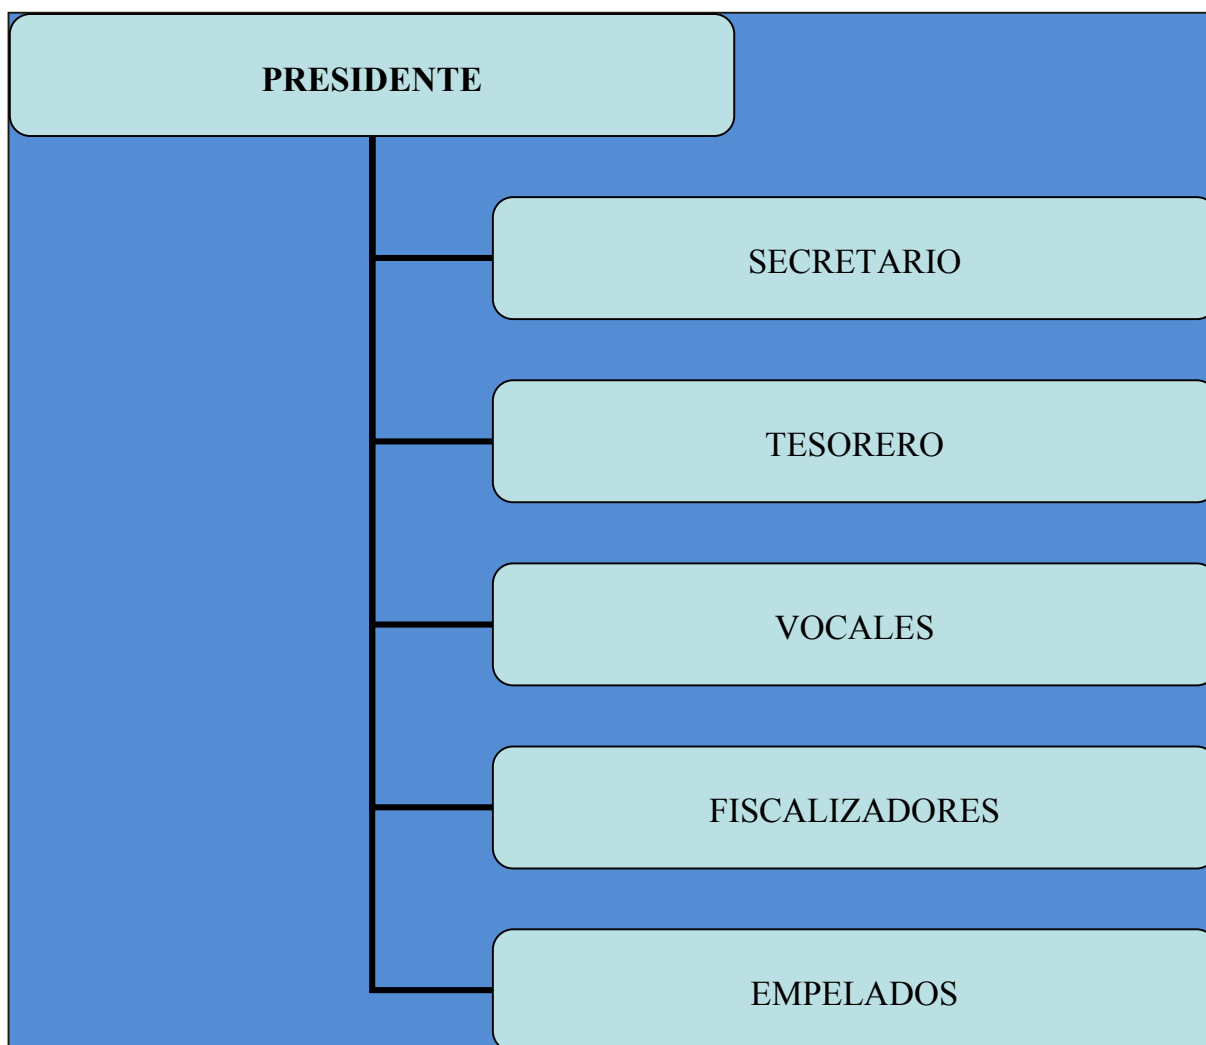 PRESIDENTE
SECRETARIO
TESORERO
VOCALES
FISCALIZADORES
EMPELADOS